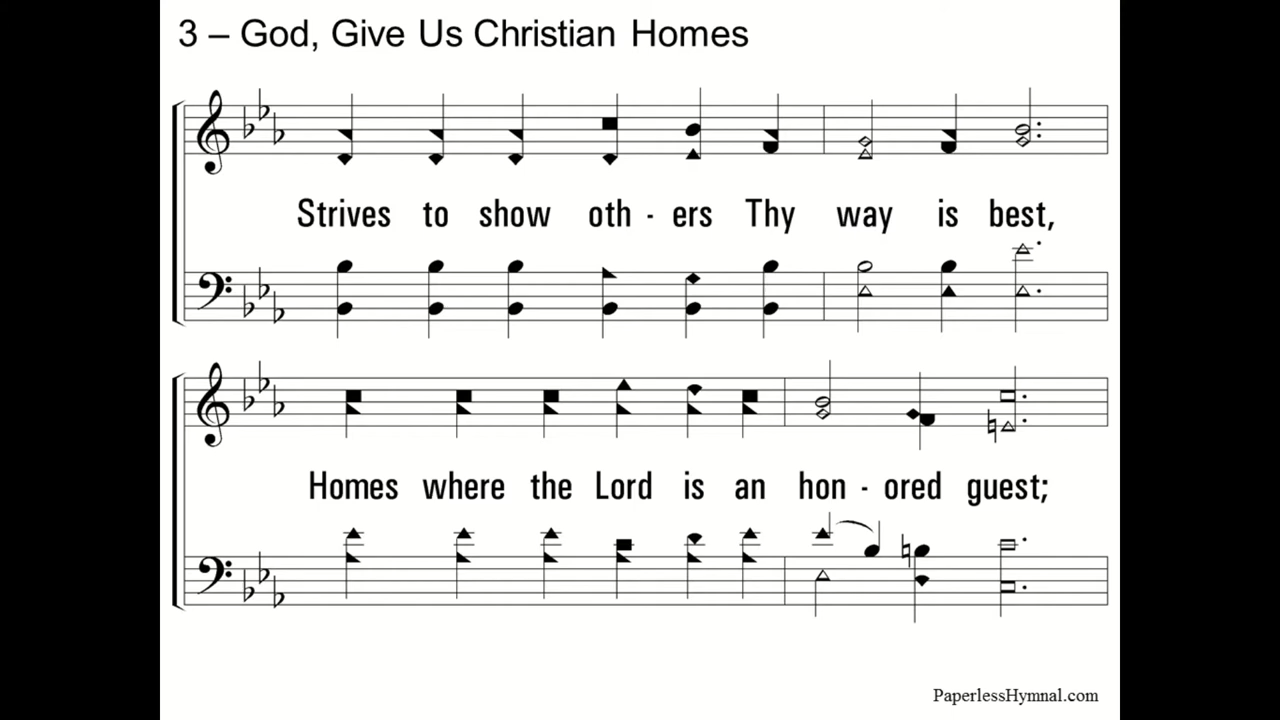 3 – God, Give Us Christian Homes
Strives to show oth - ers Thy way is best,
Homes where the Lord is an hon - ored guest;
PaperlessHymnal.com